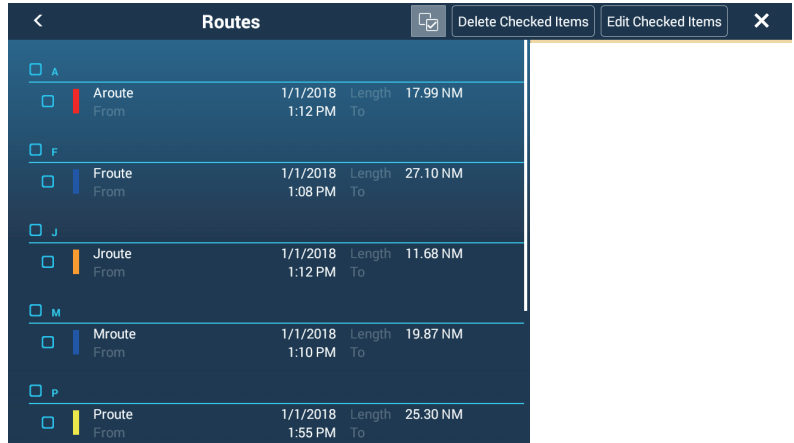 Routes Delete Checked Items Edit Checked Items
A
Aroute 1/1/2018 Length 17.99 NM
From 1:12 PM To
F
Froute 1/1/2018 Length 27.10 NM
From 1:08 PM To
J
Jroute 1/1/2018 Length 11.68 NM
From 1:12 PM To
M
Mroute 1/1/2018 Length 19.87 NM
From 1:10 PM To
P
Proute 1/1/2018 Length 25.30 NM
From 1:55 PM To